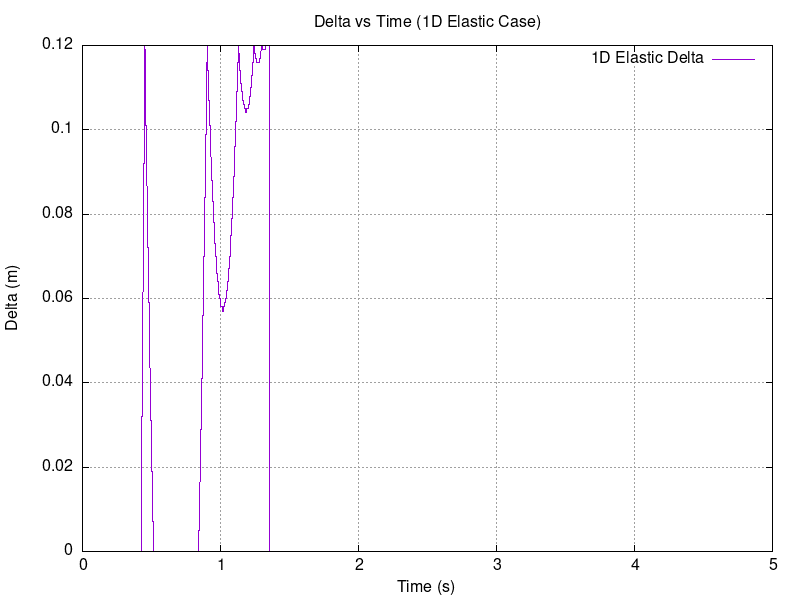 Delta vs Time (1D Elastic Case)
1D Elastic Delta
0.12
0.1
0.08
0.06
0.04
0.02
0
Delta (m)
0 1 2 3 4 5
Time (s)